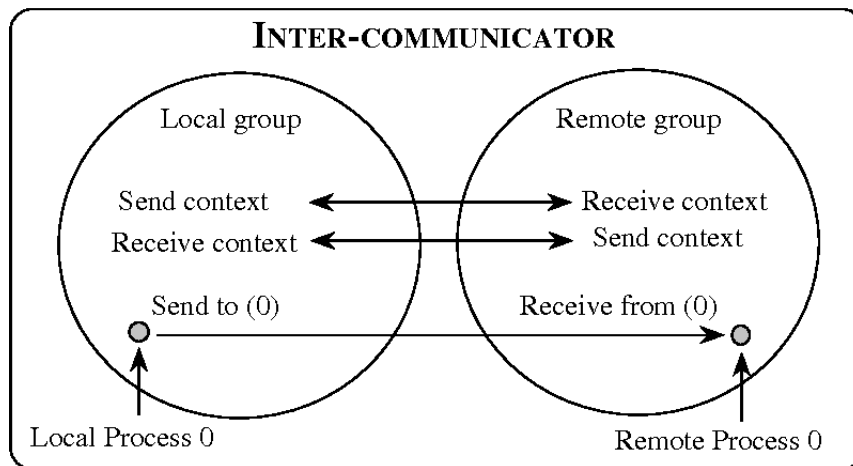 INTER-COMMUNICATOR
Local group
Remote group
Send context
Receive context
Receive context
Send context
Send to (0)
Receive from (0)
Local Process 0
Remote Process 0